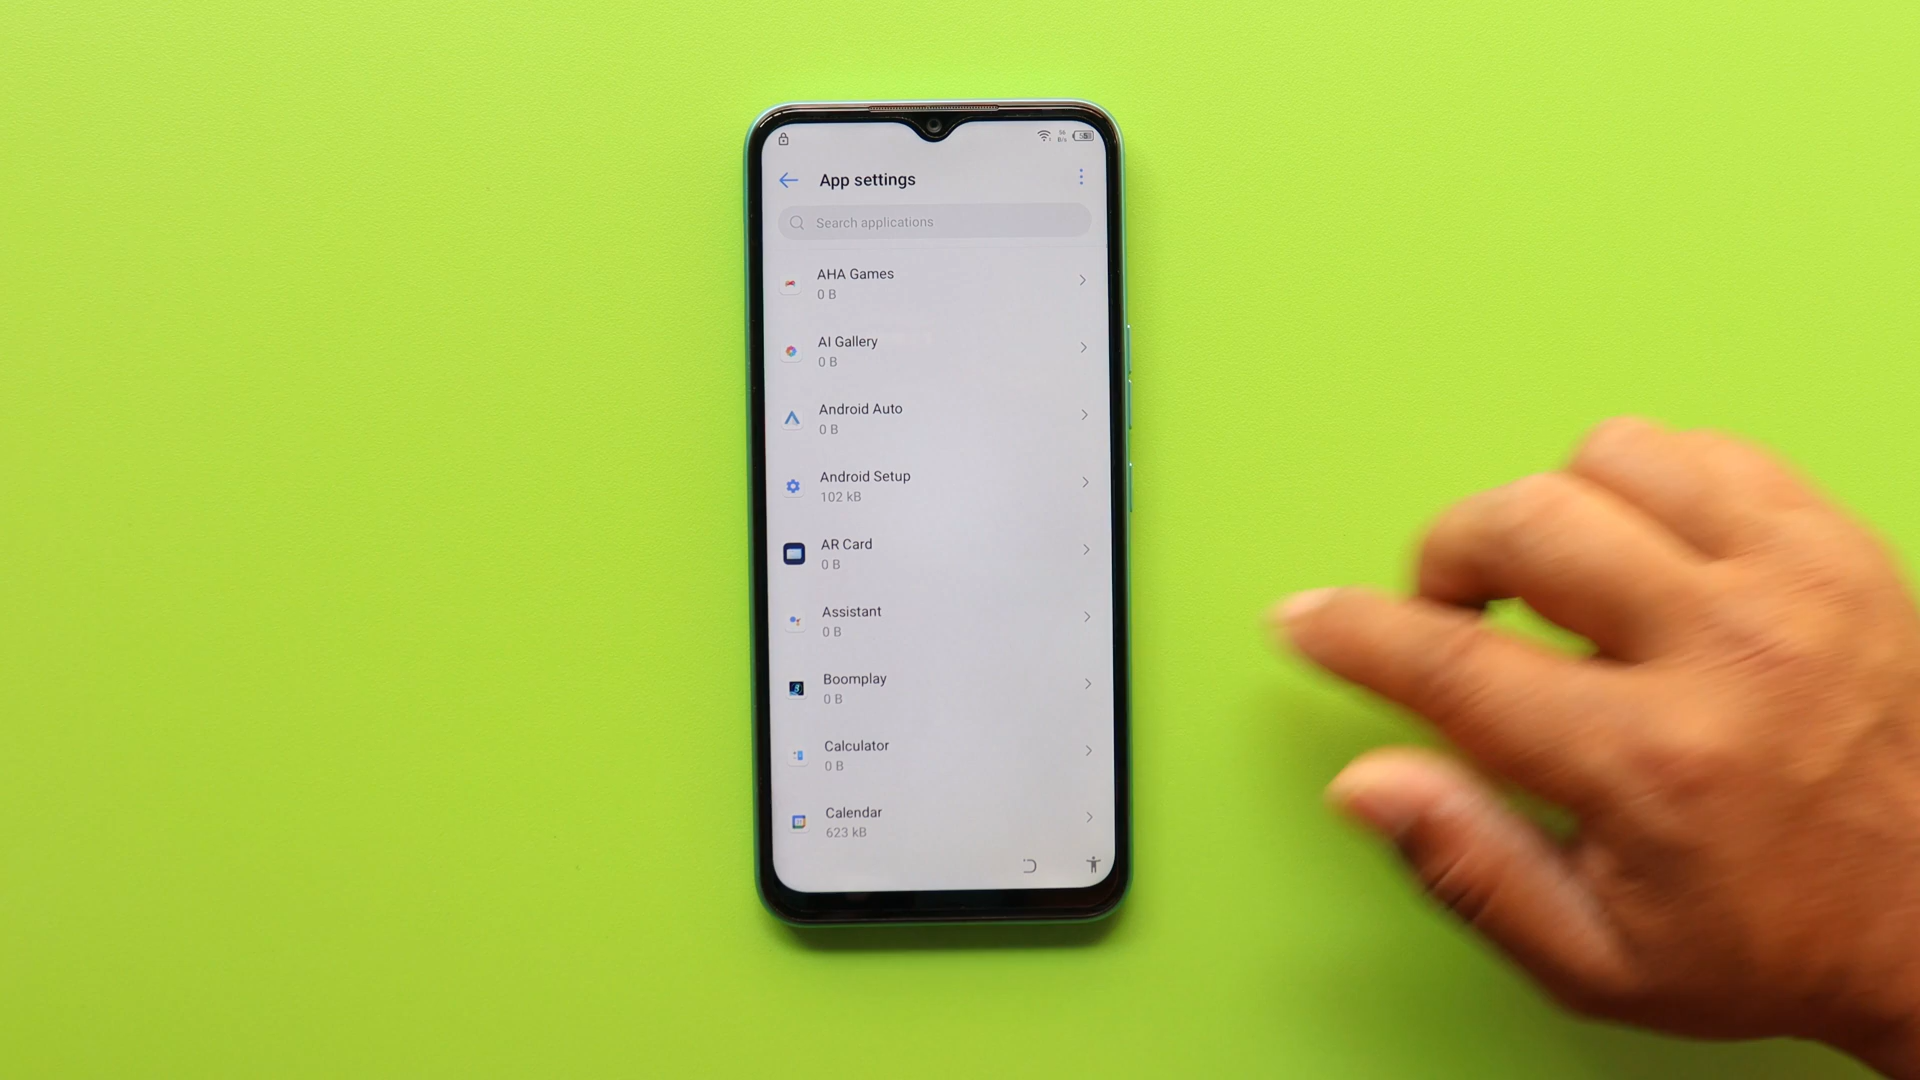 App settings
Search applications
AHA Games
0 B
AI Gallery
0 B
Android Auto
0 B
Android Setup
102 kB
AR Card
0 B
Assistant
0 B
Boomplay
0 B
Calculator
0 B
Calendar
623 kB